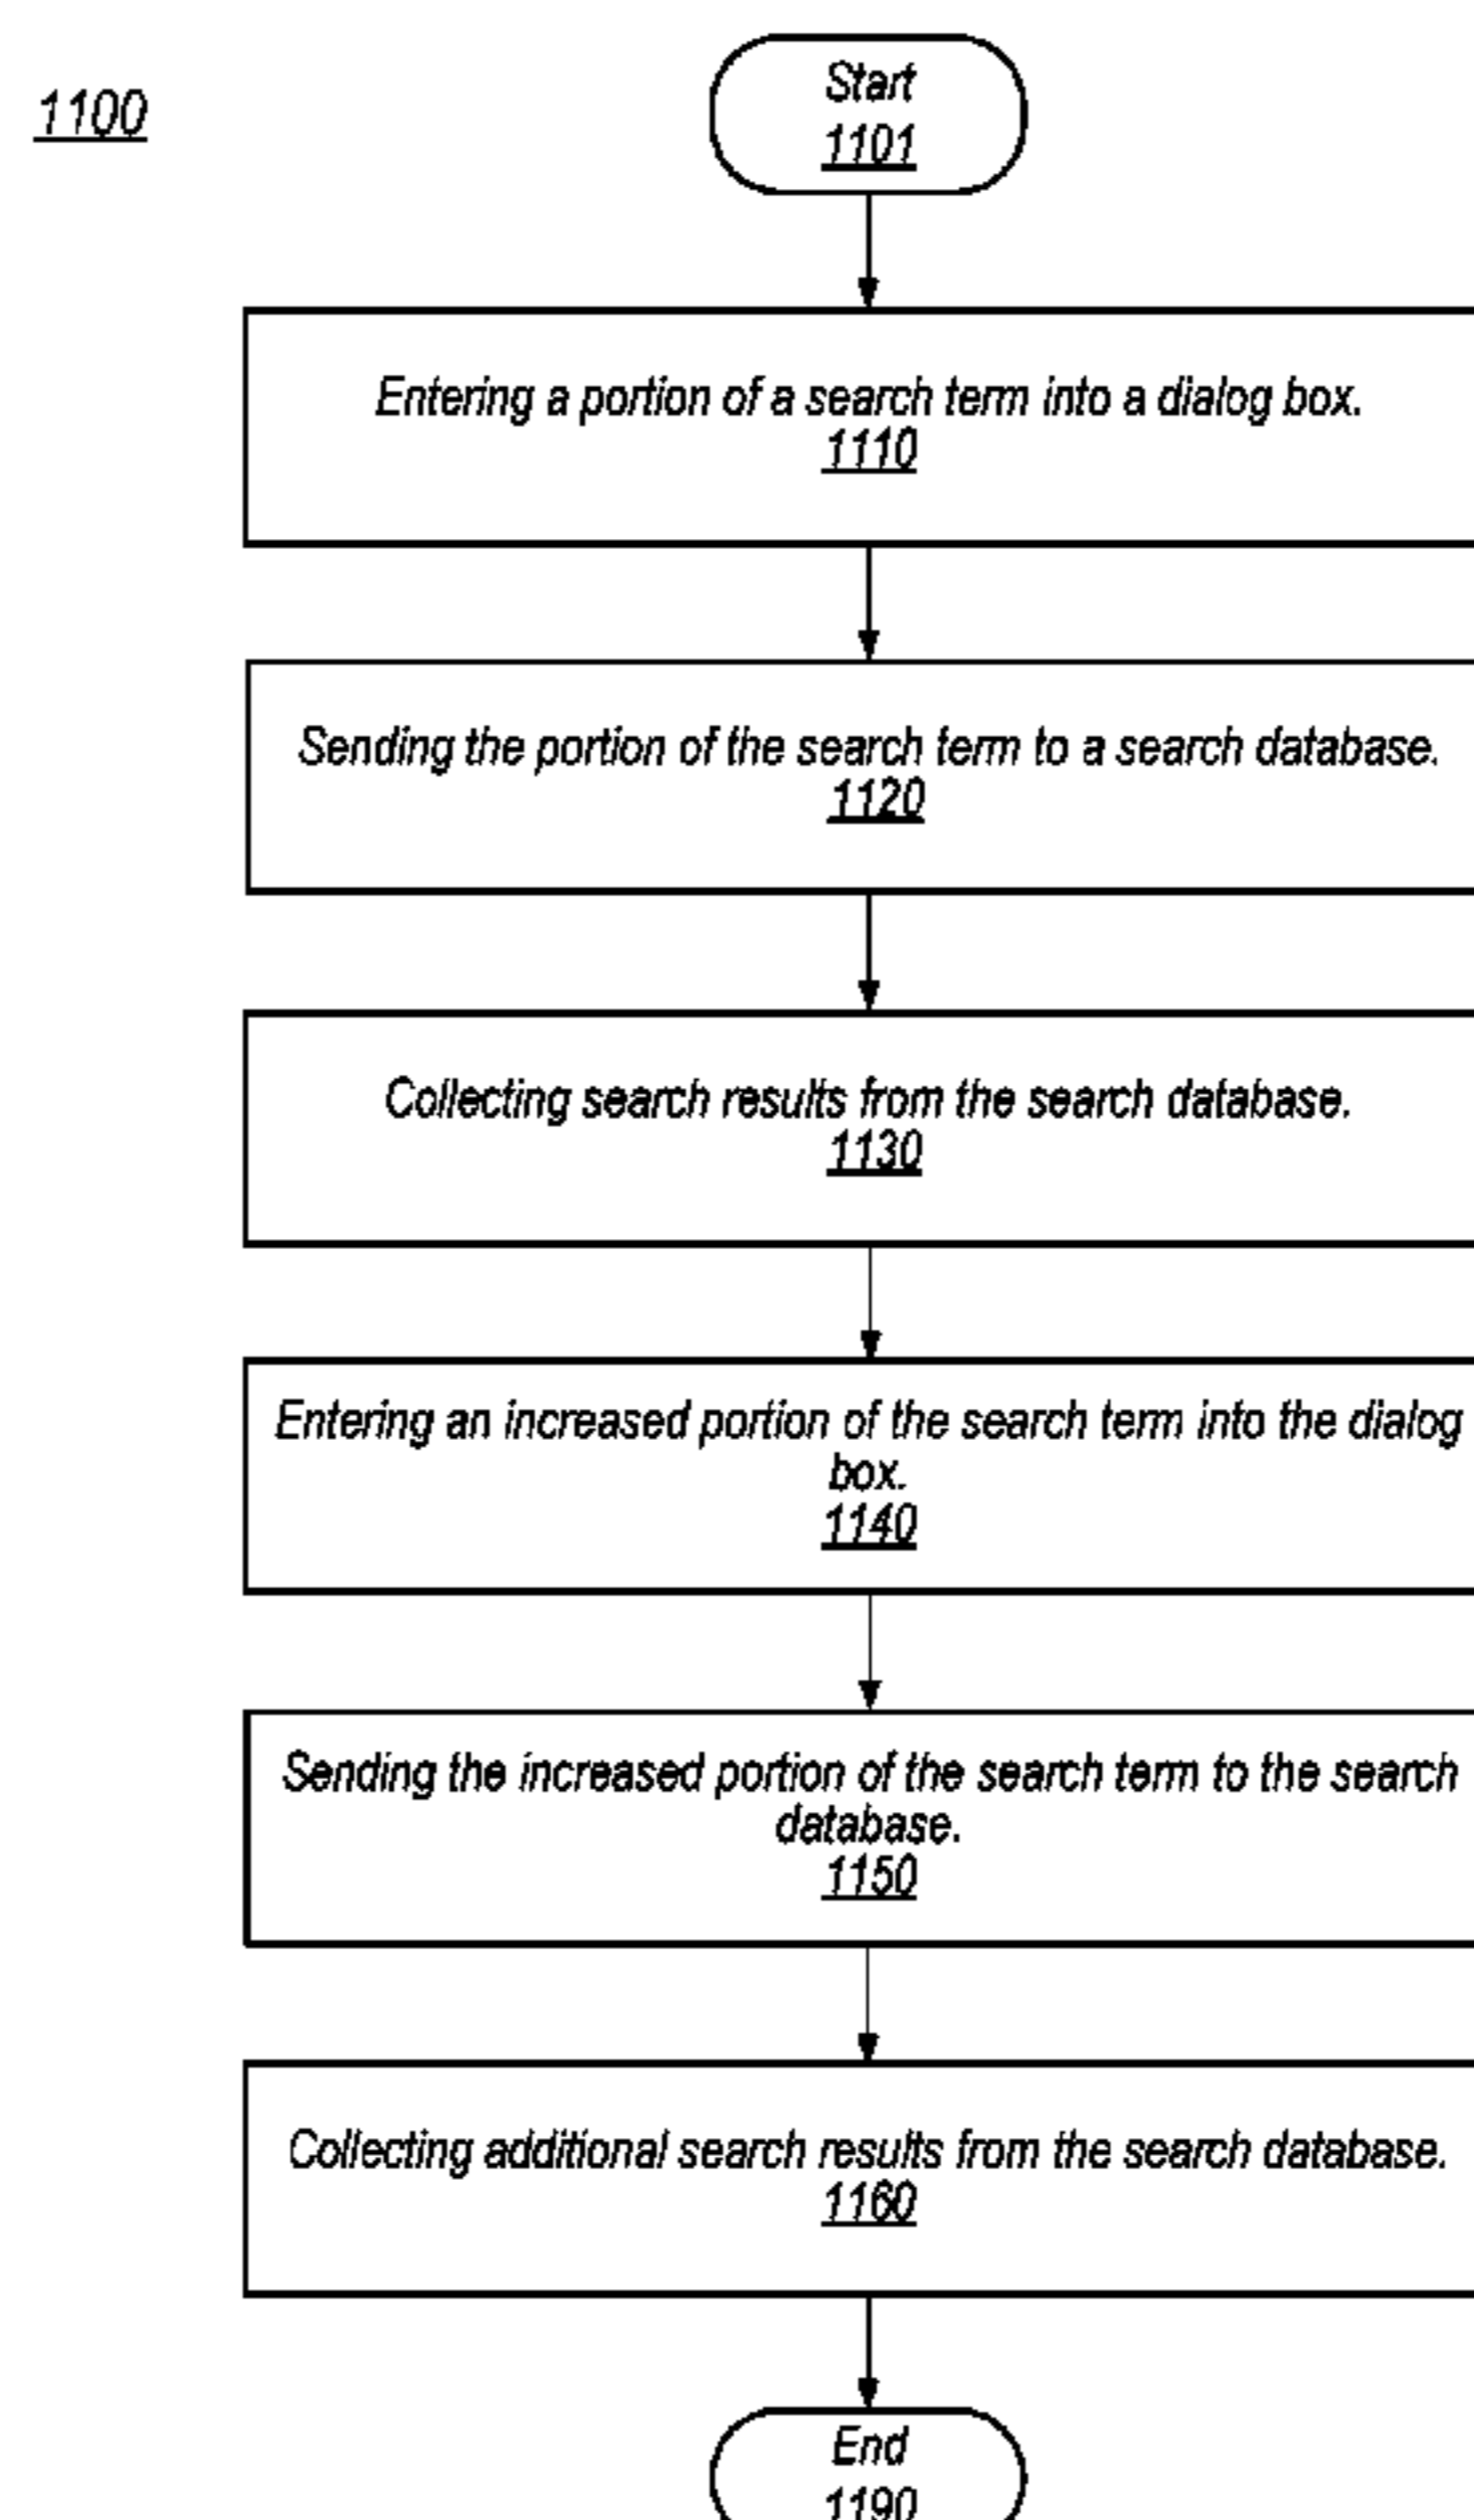 1100
Start
1101
Entering a portion of a search term into a dialog box.
1110
Sending the portion of the search term to a search database.
1120
Collecting search results from the search database.
1130
Entering an increased portion of the search term into the dialog
box.
1140
Sending the increased portion of the search term to the search
database.
1150
Collecting additional search results from the search database.
1160
End
1190